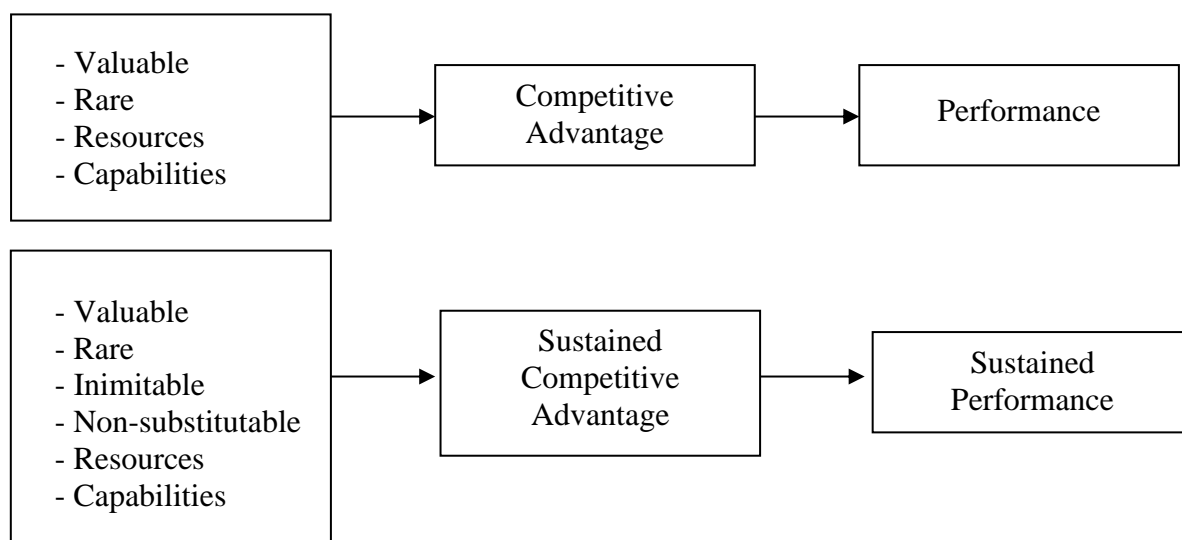 - Valuable
- Rare
- Resources
- Capabilities
Competitive
Advantage
Performance
- Valuable
- Rare
- Inimitable
- Non-substitutable
- Resources
- Capabilities
Sustained
Competitive
Advantage
Sustained
Performance